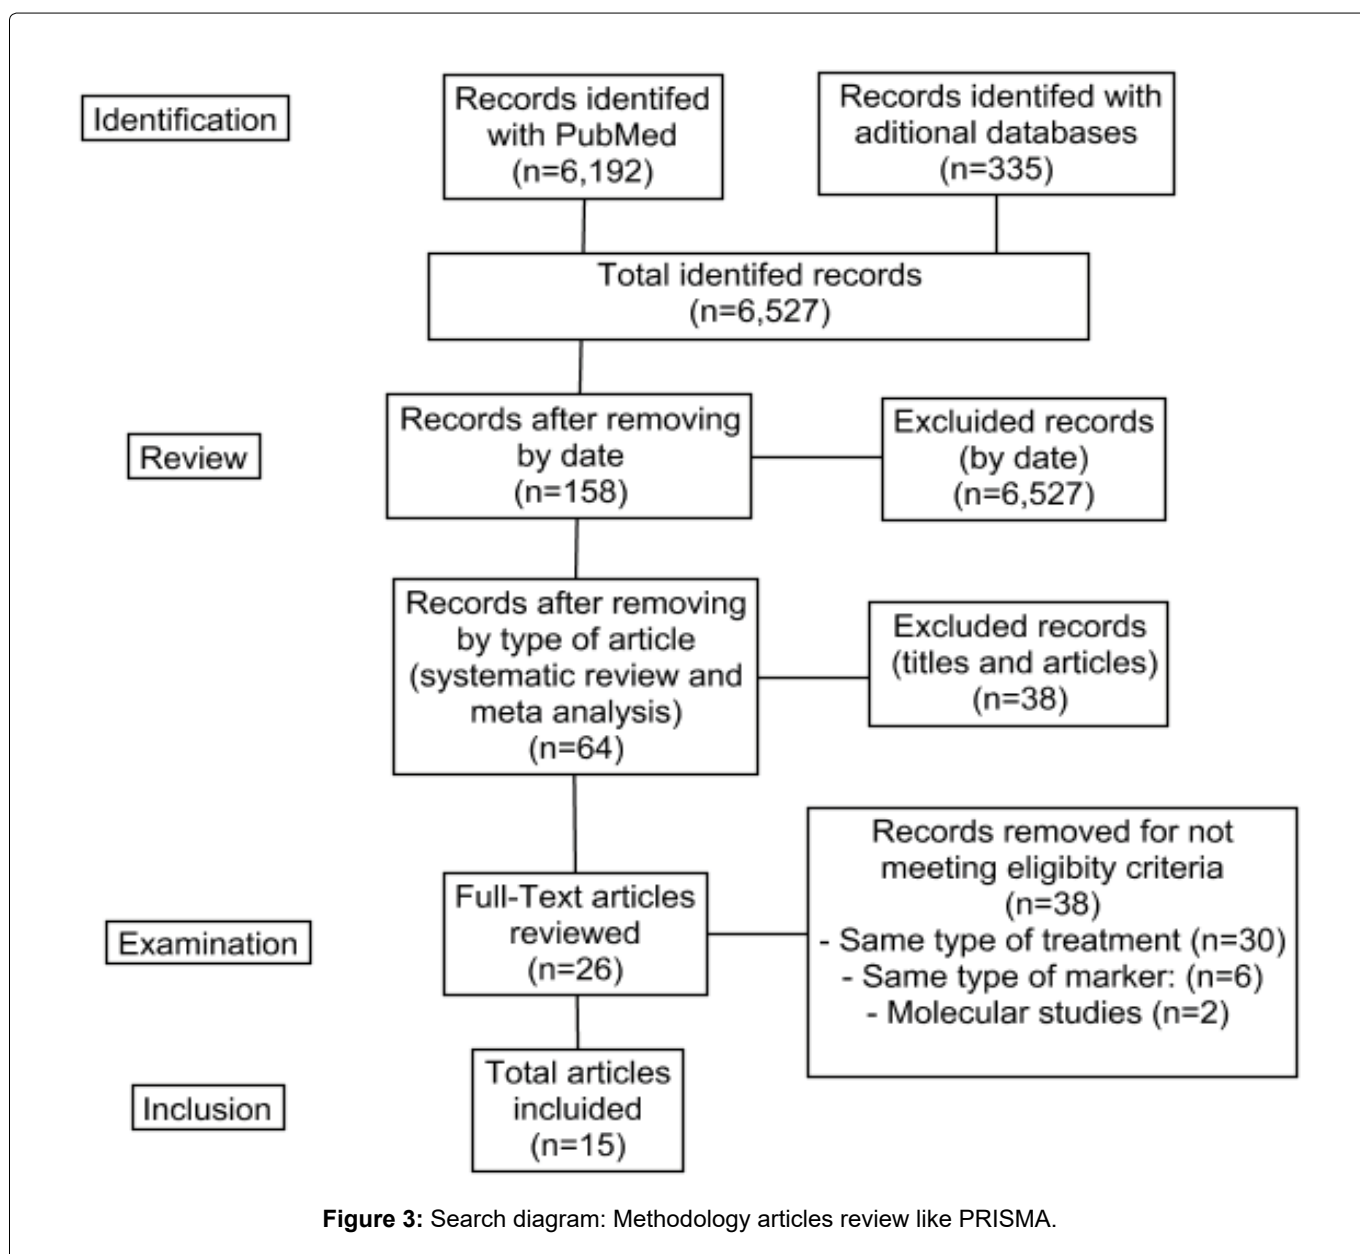 Identification
Records identifed
with PubMed
(n=6,192)
Records identifed with
aditional databases
(n=335)
Total identifed records
(n=6,527)
Review
Records after removing
by date
(n=158)
Excluided records
(by date)
(n=6,527)
Records after removing
by type of article
(systematic review and
meta analysis)
(n=64)
Excluded records
(titles and articles)
(n=38)
Examination
Full-Text articles
reviewed
(n=26)
Records removed for not
meeting eligibity criteria
(n=38)
- Same type of treatment (n=30)
- Same type of marker: (n=6)
- Molecular studies (n=2)
Inclusion
Total articles
incluided
(n=15)
Figure 3: Search diagram: Methodology articles review like PRISMA.